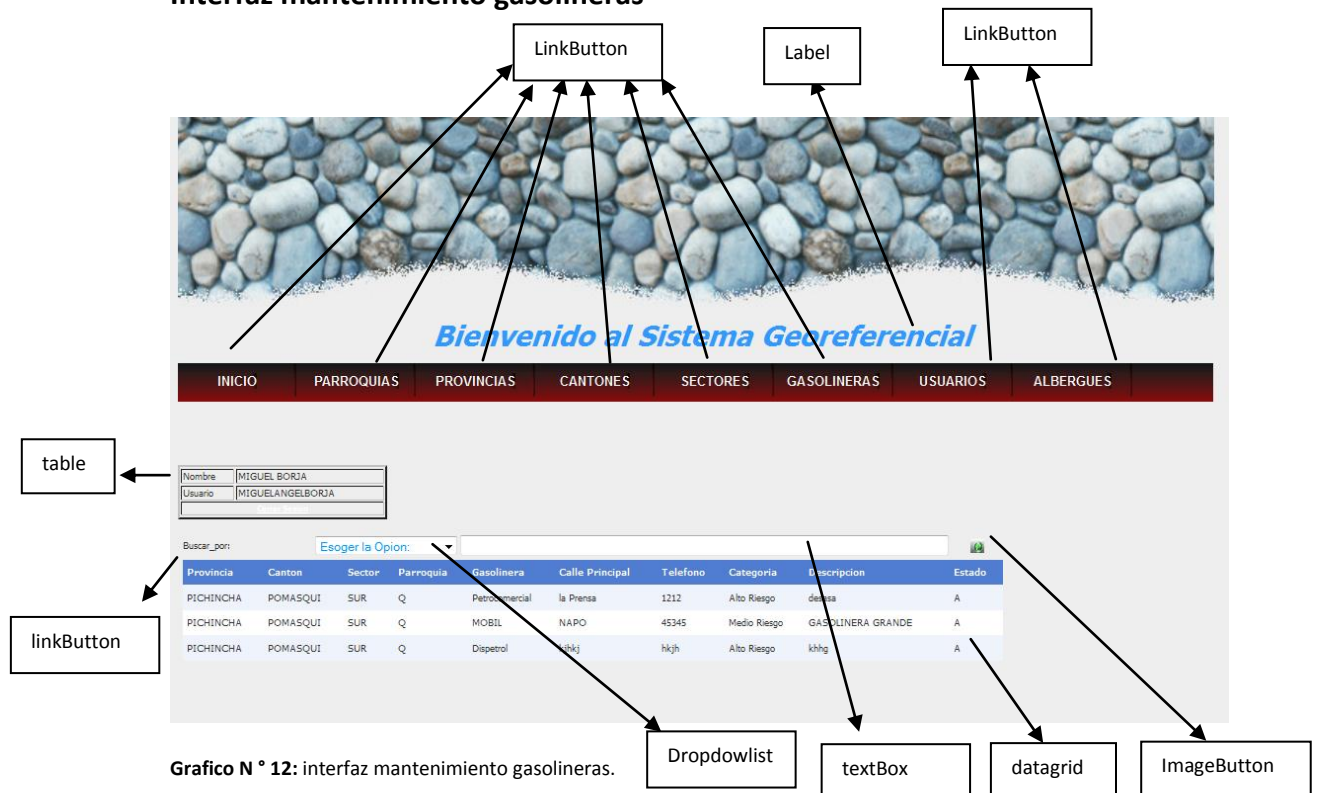 Interfaz mantenimiento gasolineras
LinkButton
Label
LinkButton
Bienvenido al Sistema Georeferencial
INICIO PARROQUIAS PROVINCIAS CANTONES SECTORES GASOLINERAS USUARIOS ALBERGUES
table
Nombre MIGUEL BORJA
Usuario MIGUELANGELBORJA
Buscar_por: Esoger la Opion:
Provincia Canton Sector Parroquia Gasolinera Calle Principal Telefono Categoria Descripcion Estado
PICHINCHA POMASQUI SUR Q Petrocomercial la Prensa 1212 Alto Riesgo A
PICHINCHA POMASQUI SUR Q MOBIL NAPO 45345 Medio Riesgo GASOLINERA GRANDE A
PICHINCHA POMASQUI SUR Q Dispetrol hkjh Alto Riesgo khhg A
linkButton
Dropdowlist
textBox
datagrid
ImageButton
Grafico N ° 12: interfaz mantenimiento gasolineras.